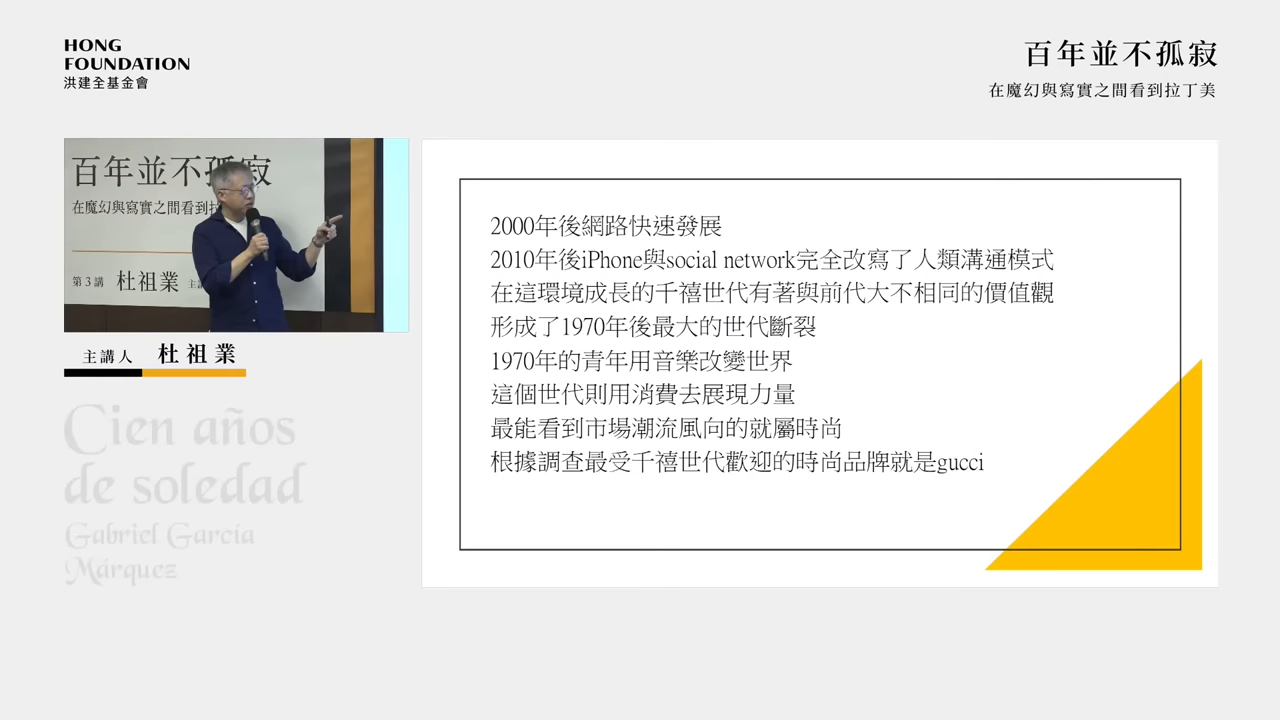 HONG
FOUNDATION
洪建全基金會
百年並不孤寂
在魔幻與寫實之間看到拉丁美
百年並不孤寂
在魔幻與寫實之間看到
第3講 杜祖業 主
主講人 杜祖業
Cien años
de soledad
Gabriel García
Márquez
2000年後網路快速發展
2010年後iPhone與social network完全改寫了人類溝通模式
在這環境成長的千禧世代有著與前代大不相同的價值觀
形成了1970年後最大的世代斷裂
1970年的青年用音樂改變世界
這個世代則用消費去展現力量
最能看到市場潮流風向的就屬時尚
根據調查最受千禧世代歡迎的時尚品牌就是gucci